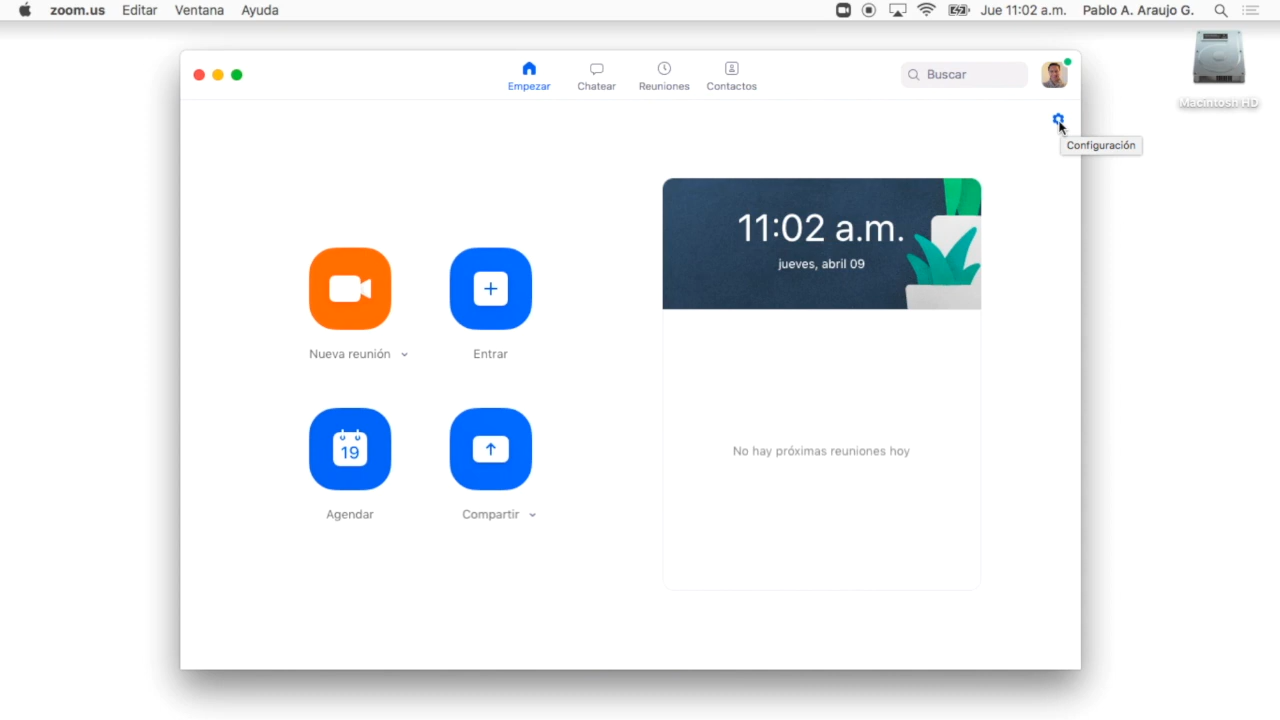 zoom.us Editar Ventana Ayuda Jue 11:02 a.m. Pablo A. Araujo G.
Empezar Chatear Reuniones Contactos Buscar
Macintosh HD
Configuración
11:02 a.m.
jueves, abril 09
Nueva reunión Entrar
No hay próximas reuniones hoy
19
Agendar Compartir